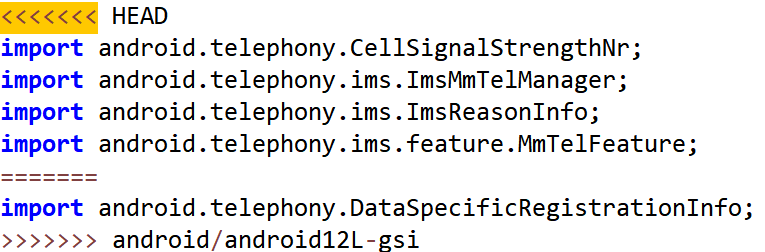 <<<<<<< HEAD
import android.telephony.CellSignalStrengthNr;
import android.telephony.ims.ImsMmTelManager;
import android.telephony.ims.ImsReasonInfo;
import android.telephony.ims.feature.MmTelFeature;
=======
import android.telephony.DataSpecificRegistrationInfo;
>>>>>>> android/android12L-gsi